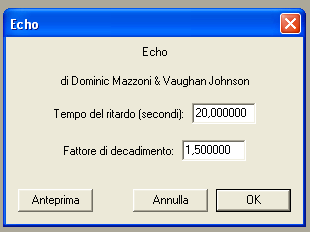 Echo
Echo
di Dominic Mazzoni & Vaughan Johnson
Tempo del ritardo (secondi): 20,000000
Fattore di decadimento: 1,500000
Anteprima Annulla OK